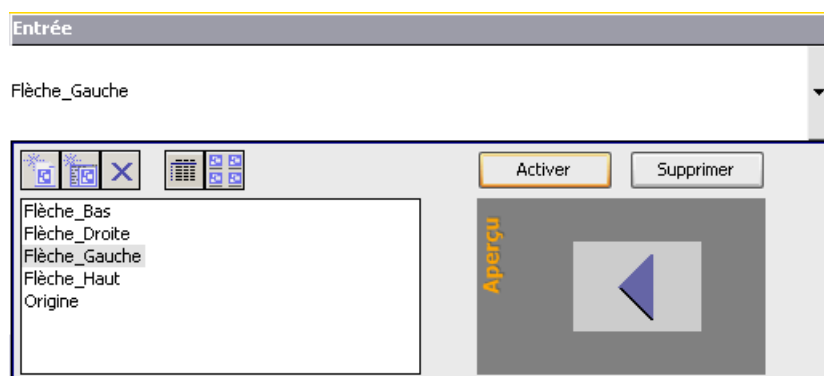 Entrée
Flèche_Gauche
Activer
Supprimer
Flèche_Bas
Flèche_Droite
Flèche_Gauche
Flèche_Haut
Origine
Aperçu